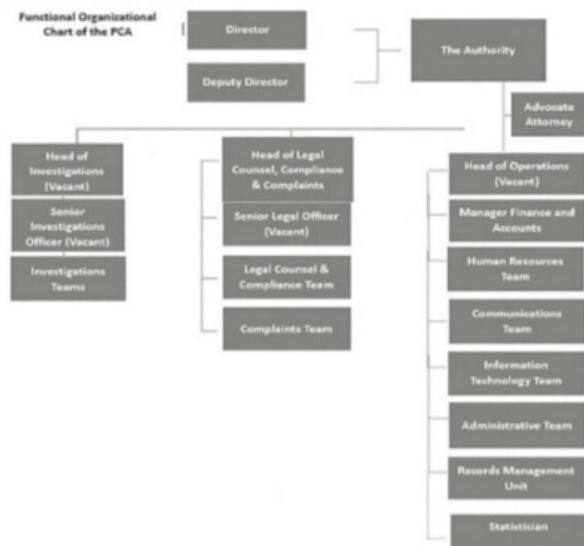 Functional Organizational
Chart of the PCA
Director
Deputy Director
The Authority
Advocate
Attorney
Head of
Investigations
(Vacant)
Senior
Investigations
Officer (Vacant)
Investigations
Teams
Head of Legal
Counsel, Compliance
& Complaints
Senior Legal Officer
(Vacant)
Legal Counsel &
Compliance Team
Complaints Team
Head of Operations
(Vacant)
Manager Finance and
Accounts
Human Resources
Team
Communications
Team
Information
Technology Team
Administrative Team
Records Management
Unit
Statistician